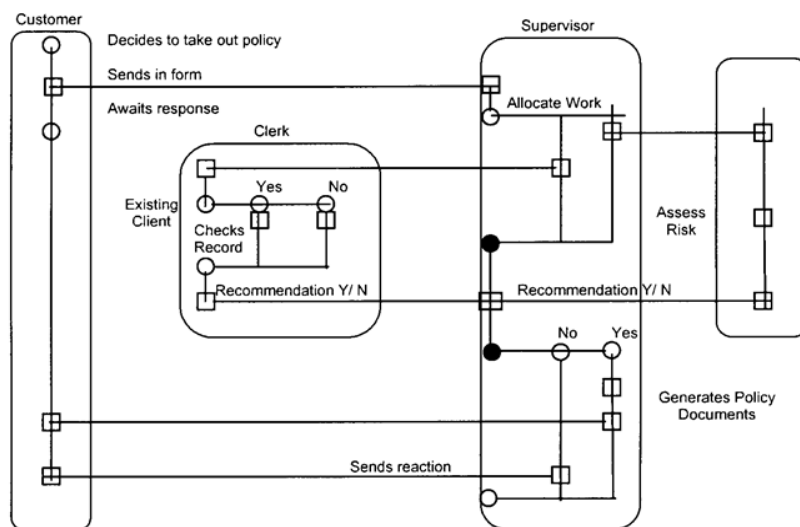 Customer
Supervisor
Decides to take out policy
Sends in form
Awaits response
Allocate Work
Clerk
Yes
No
Existing
Client
Checks
Record
Assess
Risk
Recommendation Y/ N
Recommendation Y/ N
No
Yes
Generates Policy
Documents
Sends reaction